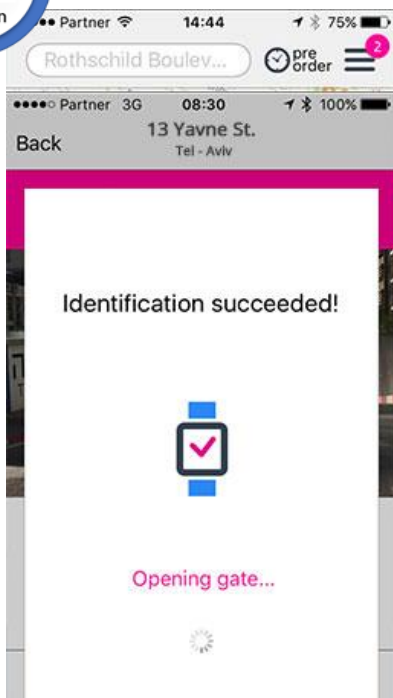 n
Partner 14:44 75%
Rothschild Boulev... pre order 2
Partner 3G 08:30 100%
Back 13 Yavne St.
Tel - Aviv
Identification succeeded!
Opening gate...